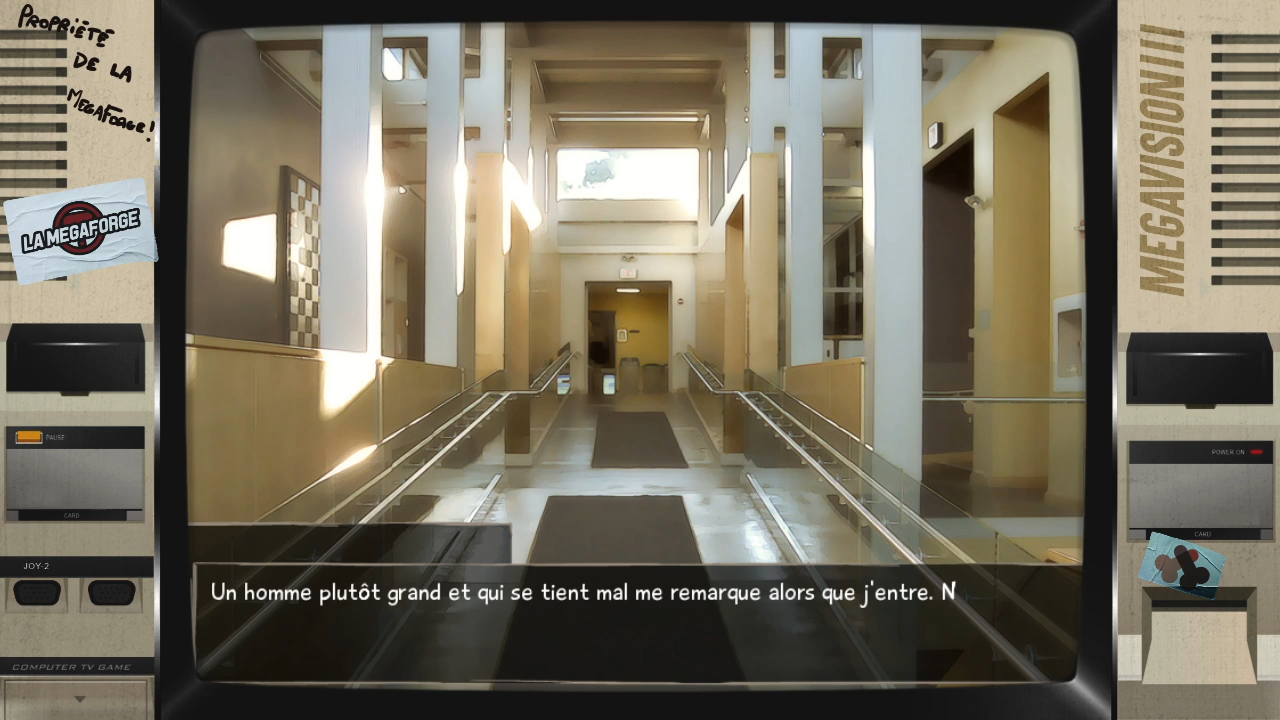 PROPRIÉTÉ
DE LA
MEGAFORGE!
LA MEGAFORGE
PAUSE
CARD
JOY-2
COMPUTER TV GAME
MEGAVISION III
POWER ON
CARD
Un homme plutôt grand et qui se tient mal me remarque alors que j'entre. N'